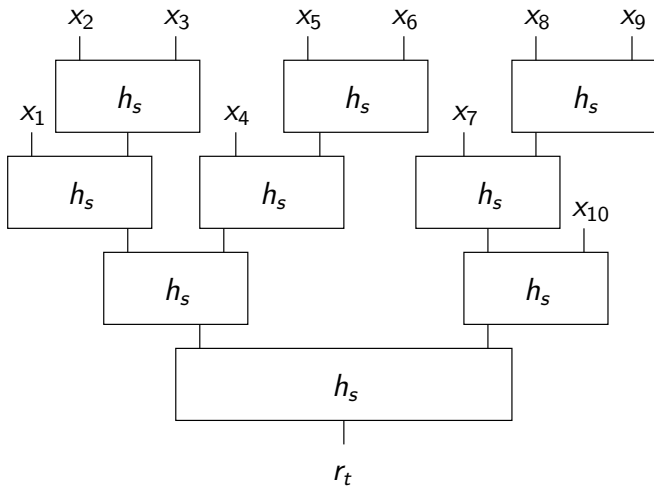 x₂ x₃ x₅ x₆ x₈ x₉
hₛ hₛ hₛ
x₁ x₄ x₇
hₛ hₛ hₛ
x₁₀
hₛ hₛ
hₛ
rₜ